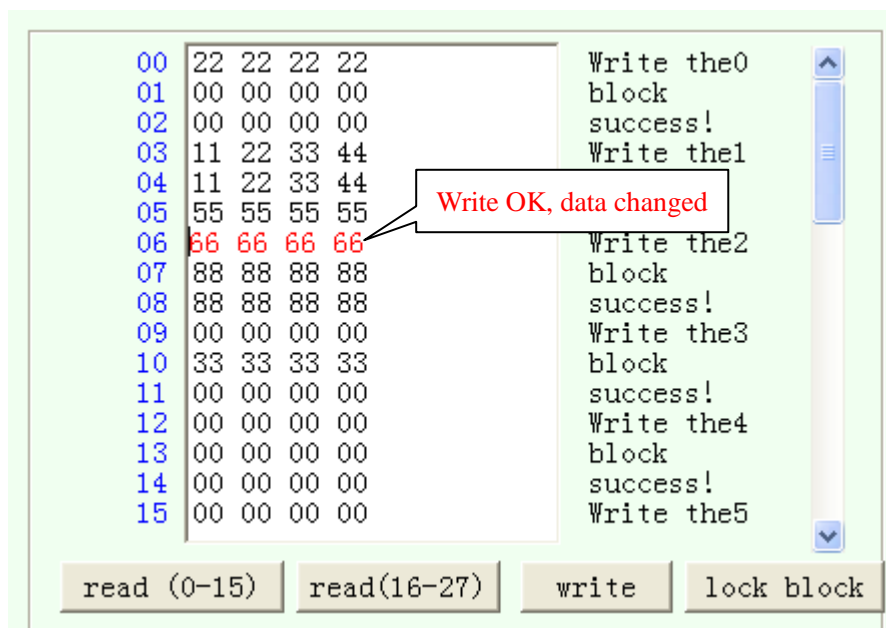 00 22 22 22 22 Write the0
01 00 00 00 00 block
02 00 00 00 00 success!
03 11 22 33 44 Write the1
04 11 22 33 44
Write OK, data changed
05 55 55 55 55
06 66 66 66 66 Write the2
07 88 88 88 88 block
08 88 88 88 88 success!
09 00 00 00 00 Write the3
10 33 33 33 33 block
11 00 00 00 00 success!
12 00 00 00 00 Write the4
13 00 00 00 00 block
14 00 00 00 00 success!
15 00 00 00 00 Write the5
read (0-15) read(16-27) write lock block